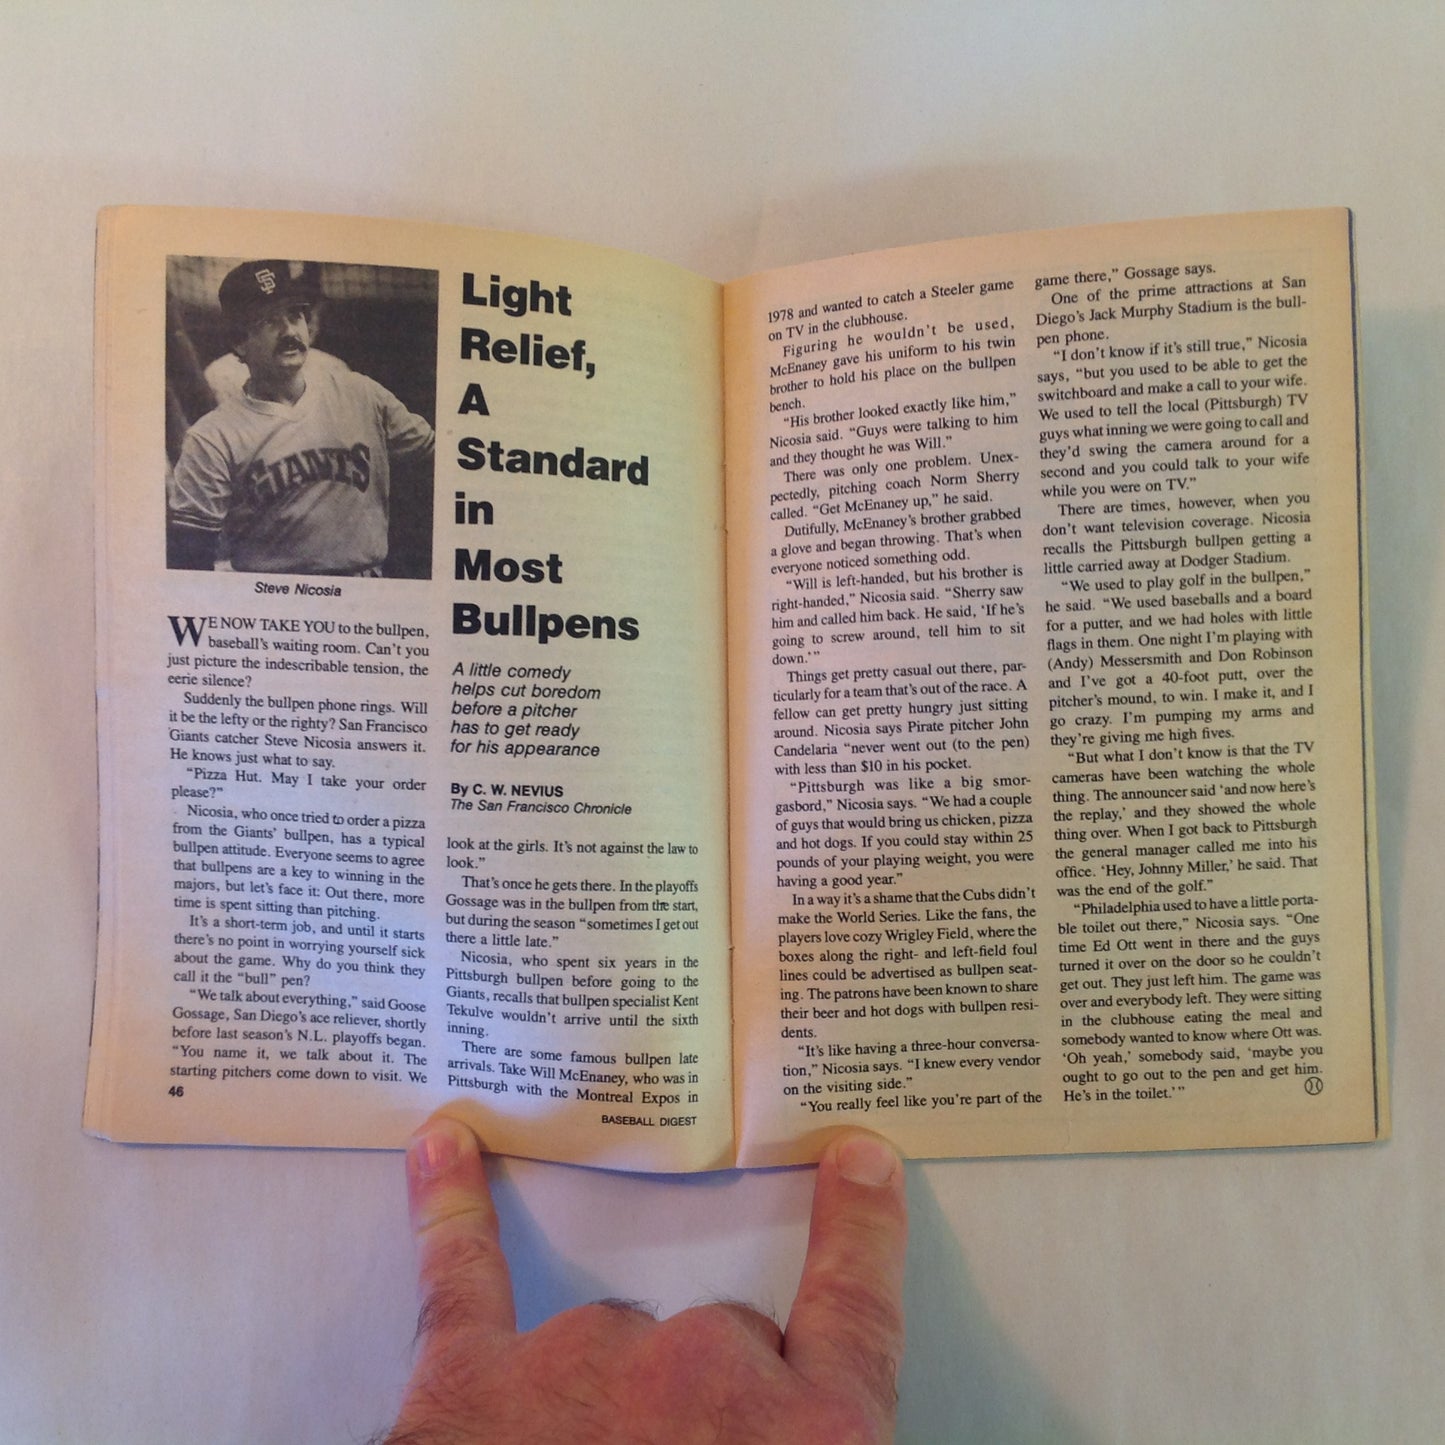 SF
GIANTS
Steve Nicosia
Light
Relief,
A
Standard
in
Most
Bullpens
A little comedy
helps cut boredom
before a pitcher
has to get ready
for his appearance
By C. W. NEVIUS
The San Francisco Chronicle
WE NOW TAKE YOU to the bullpen,
baseball's waiting room. Can't you
just picture the indescribable tension, the
eerie silence?
Suddenly the bullpen phone rings. Will
it be the lefty or the righty? San Francisco
Giants catcher Steve Nicosia answers it.
He knows just what to say.
"Pizza Hut. May I take your order
please?"
Nicosia, who once tried to order a pizza
from the Giants' bullpen, has a typical
bullpen attitude. Everyone seems to agree
that bullpens are a key to winning in the
majors, but let's face it: Out there, more
time is spent sitting than pitching.
It's a short-term job, and until it starts
there's no point in worrying yourself sick
about the game. Why do you think they
call it the "bull" pen?
"We talk about everything," said Goose
Gossage, San Diego's ace reliever, shortly
before last season's N.L. playoffs began.
"You name it, we talk about it. The
starting pitchers come down to visit. We
46
look at the girls. It's not against the law to
look."
That's once he gets there. In the playoffs
Gossage was in the bullpen from the start,
but during the season "sometimes I get out
there a little late."
Nicosia, who spent six years in the
Pittsburgh bullpen before going to the
Giants, recalls that bullpen specialist Kent
Tekulve wouldn't arrive until the sixth
inning.
There are some famous bullpen late
arrivals. Take Will McEnaney, who was in
Pittsburgh with the Montreal Expos in
BASEBALL DIGEST
1978 and wanted to catch a Steeler game
on TV in the clubhouse.
Figuring he wouldn't be used,
McEnaney gave his uniform to his twin
brother to hold his place on the bullpen
bench.
"His brother looked exactly like him,"
Nicosia said. "Guys were talking to him
and they thought he was Will."
There was only one problem. Unex-
pectedly, pitching coach Norm Sherry
called. "Get McEnaney up," he said.
Dutifully, McEnaney's brother grabbed
a glove and began throwing. That's when
everyone noticed something odd.
"Will is left-handed, but his brother is
right-handed," Nicosia said. "Sherry saw
him and called him back. He said, 'If he's
going to screw around, tell him to sit
down.'"
Things get pretty casual out there, par-
ticularly for a team that's out of the race. A
fellow can get pretty hungry just sitting
around. Nicosia says Pirate pitcher John
Candelaria "never went out (to the pen)
with less than $10 in his pocket.
"Pittsburgh was like a big smor-
gasbord," Nicosia says. "We had a couple
of guys that would bring us chicken, pizza
and hot dogs. If you could stay within 25
pounds of your playing weight, you were
having a good year."
In a way it's a shame that the Cubs didn't
make the World Series. Like the fans, the
players love cozy Wrigley Field, where the
boxes along the right- and left-field foul
lines could be advertised as bullpen seat-
ing. The patrons have been known to share
their beer and hot dogs with bullpen resi-
dents.
"It's like having a three-hour conversa-
tion," Nicosia says. "I knew every vendor
on the visiting side."
"You really feel like you're part of the
game there," Gossage says.
One of the prime attractions at San
Diego's Jack Murphy Stadium is the bull-
pen phone.
"I don't know if it's still true," Nicosia
says, "but you used to be able to get the
switchboard and make a call to your wife.
We used to tell the local (Pittsburgh) TV
guys what inning we were going to call and
they'd swing the camera around for a
second and you could talk to your wife
while you were on TV."
There are times, however, when you
don't want television coverage. Nicosia
recalls the Pittsburgh bullpen getting a
little carried away at Dodger Stadium.
"We used to play golf in the bullpen,"
he said. "We used baseballs and a board
for a putter, and we had holes with little
flags in them. One night I'm playing with
(Andy) Messersmith and Don Robinson
and I've got a 40-foot putt, over the
pitcher's mound, to win. I make it, and I
go crazy. I'm pumping my arms and
they're giving me high fives.
"But what I don't know is that the TV
cameras have been watching the whole
thing. The announcer said 'and now here's
the replay,' and they showed the whole
thing over. When I got back to Pittsburgh
the general manager called me into his
office. 'Hey, Johnny Miller,' he said. That
was the end of the golf."
"Philadelphia used to have a little porta-
ble toilet out there," Nicosia says. "One
time Ed Ott went in there and the guys
turned it over on the door so he couldn't
get out. They just left him. The game was
over and everybody left. They were sitting
in the clubhouse eating the meal and
somebody wanted to know where Ott was.
'Oh yeah,' somebody said, 'maybe you
ought to go out to the pen and get him.
He's in the toilet.'"